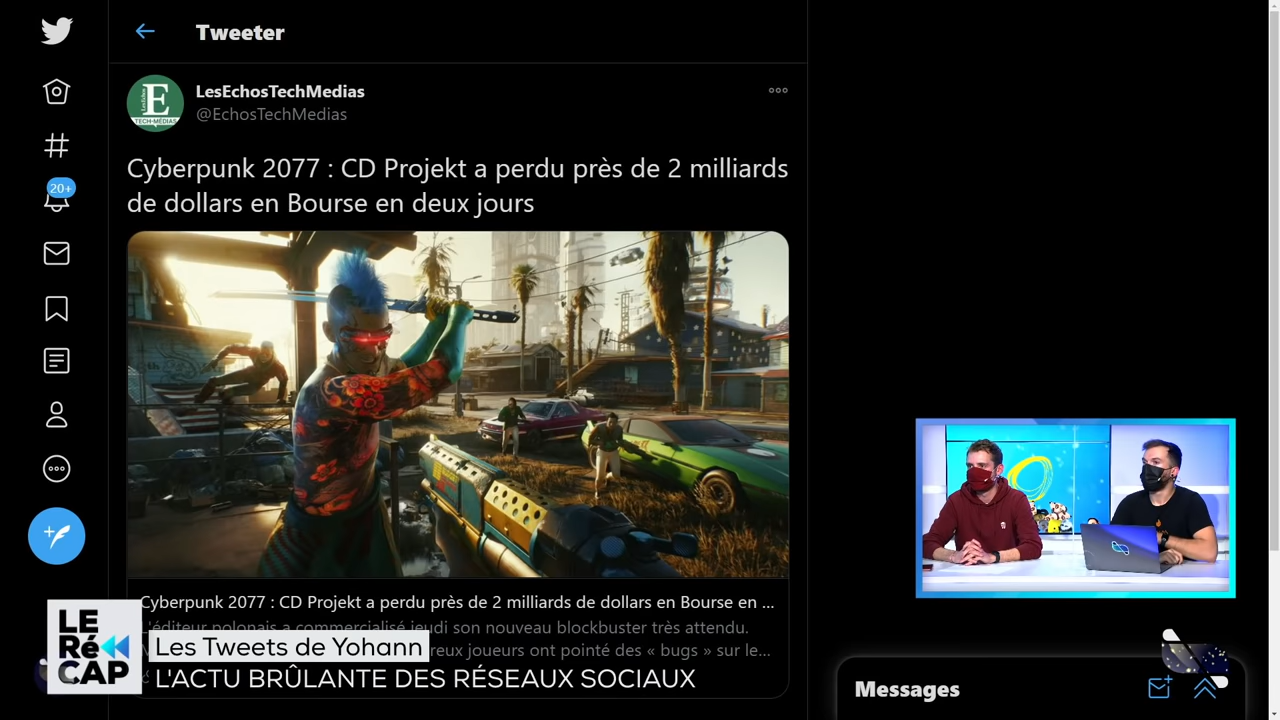 Tweeter
LesEchosTechMedias
@EchosTechMedias
E
TECH-MÉDIAS
20+
Cyberpunk 2077 : CD Projekt a perdu près de 2 milliards
de dollars en Bourse en deux jours
Cyberpunk 2077 : CD Projekt a perdu près de 2 milliards de dollars en Bourse en ...
L'éditeur polonais a commercialisé jeudi son nouveau blockbuster très attendu.
joueurs ont pointé des « bugs » sur le...
LE
Ré
CAP
Les Tweets de Yohann
L'ACTU BRÛLANTE DES RÉSEAUX SOCIAUX
Messages